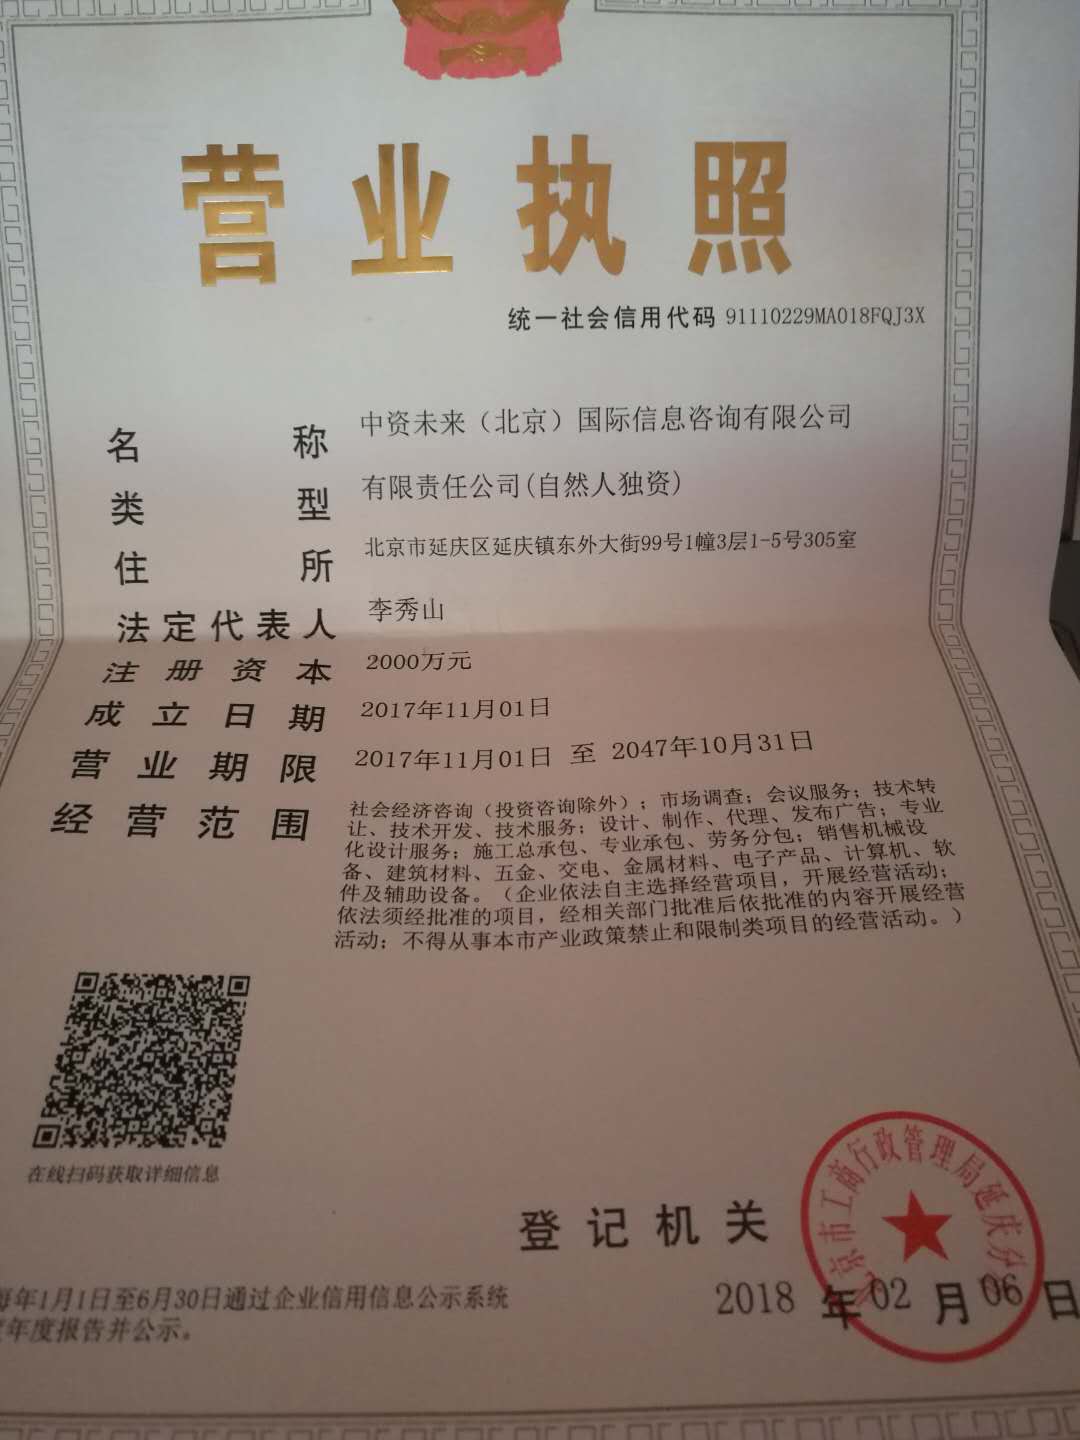 营业执照
统一社会信用代码 91110229MA018FQJ3X
名称 中资未来（北京）国际信息咨询有限公司
类型 有限责任公司(自然人独资)
住所 北京市延庆区延庆镇东外大街99号1幢3层1-5号305室
法定代表人 李秀山
注册资本 2000万元
成立日期 2017年11月01日
营业期限 2017年11月01日 至 2047年10月31日
经营范围 社会经济咨询（投资咨询除外）；市场调查；会议服务；技术转
让、技术开发、技术服务；设计、制作、代理、发布广告；专业
化设计服务；施工总承包、专业承包、劳务分包；销售机械设
备、建筑材料、五金、交电、金属材料、电子产品、计算机、软
件及辅助设备。（企业依法自主选择经营项目，开展经营活动；
依法须经批准的项目，经相关部门批准后依批准的内容开展经营
活动；不得从事本市产业政策禁止和限制类项目的经营活动。）
在线扫码获取详细信息
登记机关
北京市工商行政管理局延庆分
2018 年 02 月 06 日
每年1月1日至6月30日通过企业信用信息公示系统
年度报告并公示。